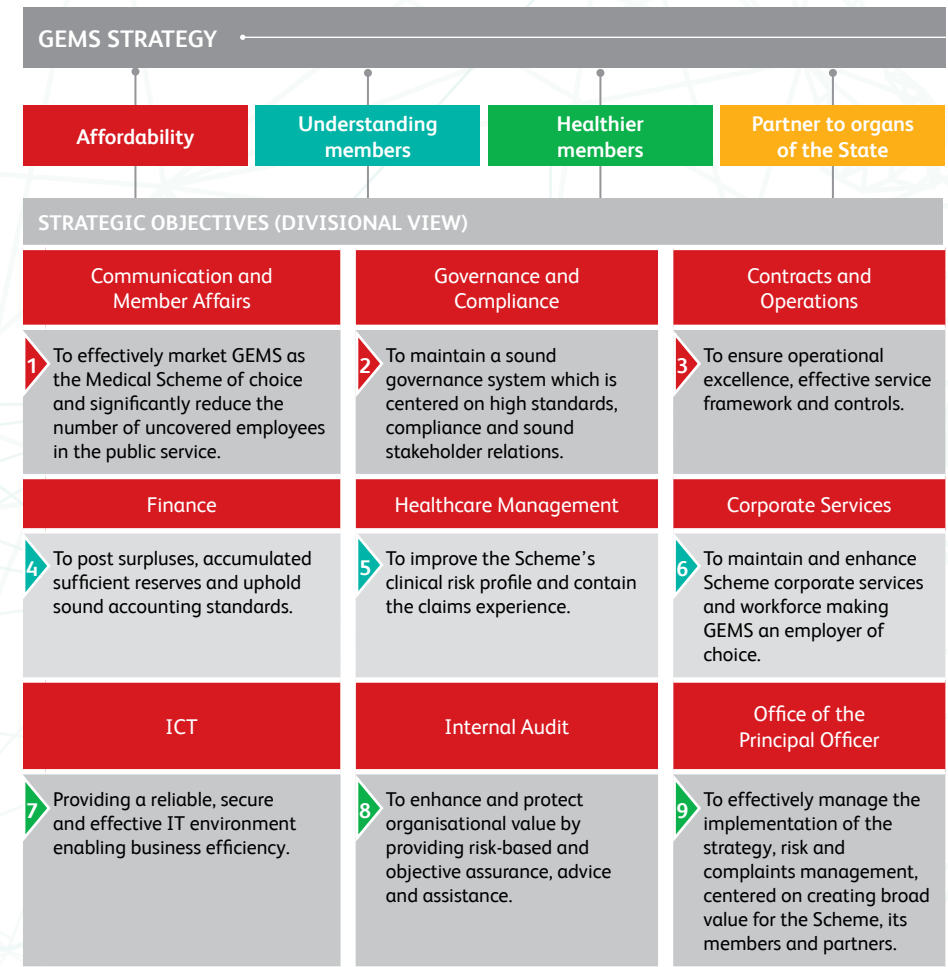 GEMS STRATEGY
Affordability
Understanding
members
Healthier
members
Partner to organs
of the State
STRATEGIC OBJECTIVES (DIVISIONAL VIEW)
Communication and
Member Affairs
1
To effectively market GEMS as
the Medical Scheme of choice
and significantly reduce the
number of uncovered employees
in the public service.
Governance and
Compliance
2
To maintain a sound
governance system which is
centered on high standards,
compliance and sound
stakeholder relations.
Contracts and
Operations
3
To ensure operational
excellence, effective service
framework and controls.
Finance
4
To post surpluses, accumulated
sufficient reserves and uphold
sound accounting standards.
Healthcare Management
5
To improve the Scheme's
clinical risk profile and contain
the claims experience.
Corporate Services
6
To maintain and enhance
Scheme corporate services
and workforce making
GEMS an employer of
choice.
ICT
7
Providing a reliable, secure
and effective IT environment
enabling business efficiency.
Internal Audit
8
To enhance and protect
organisational value by
providing risk-based and
objective assurance, advice
and assistance.
Office of the
Principal Officer
9
To effectively manage the
implementation of the
strategy, risk and
complaints management,
centered on creating broad
value for the Scheme, its
members and partners.